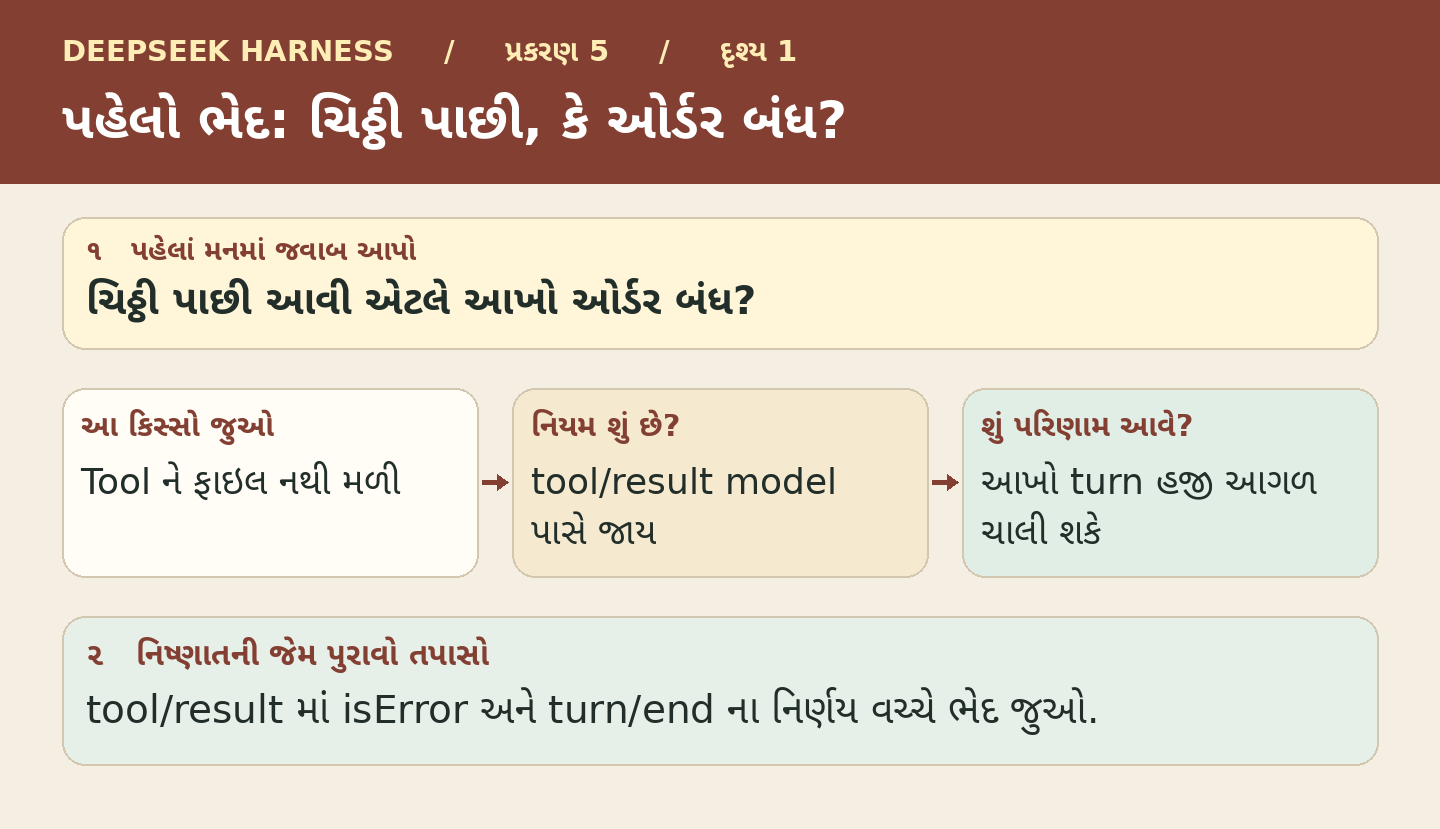 DEEPSEEK HARNESS / પ્રકરણ 5 / દૃશ્ય 1
પહેલો ભેદ: ચિઠ્ઠી પાછી, કે ઓર્ડર બંધ?
૧ પહેલાં મનમાં જવાબ આપો
ચિઠ્ઠી પાછી આવી એટલે આખો ઓર્ડર બંધ?
આ કિસ્સો જુઓ
Tool ને ફાઇલ નથી મળી
નિયમ શું છે?
tool/result model
પાસે જાય
શું પરિણામ આવે?
આખો turn હજી આગળ
ચાલી શકે
૨ નિષ્ણાતની જેમ પુરાવો તપાસો
tool/result માં isError અને turn/end ના નિર્ણય વચ્ચે ભેદ જુઓ.